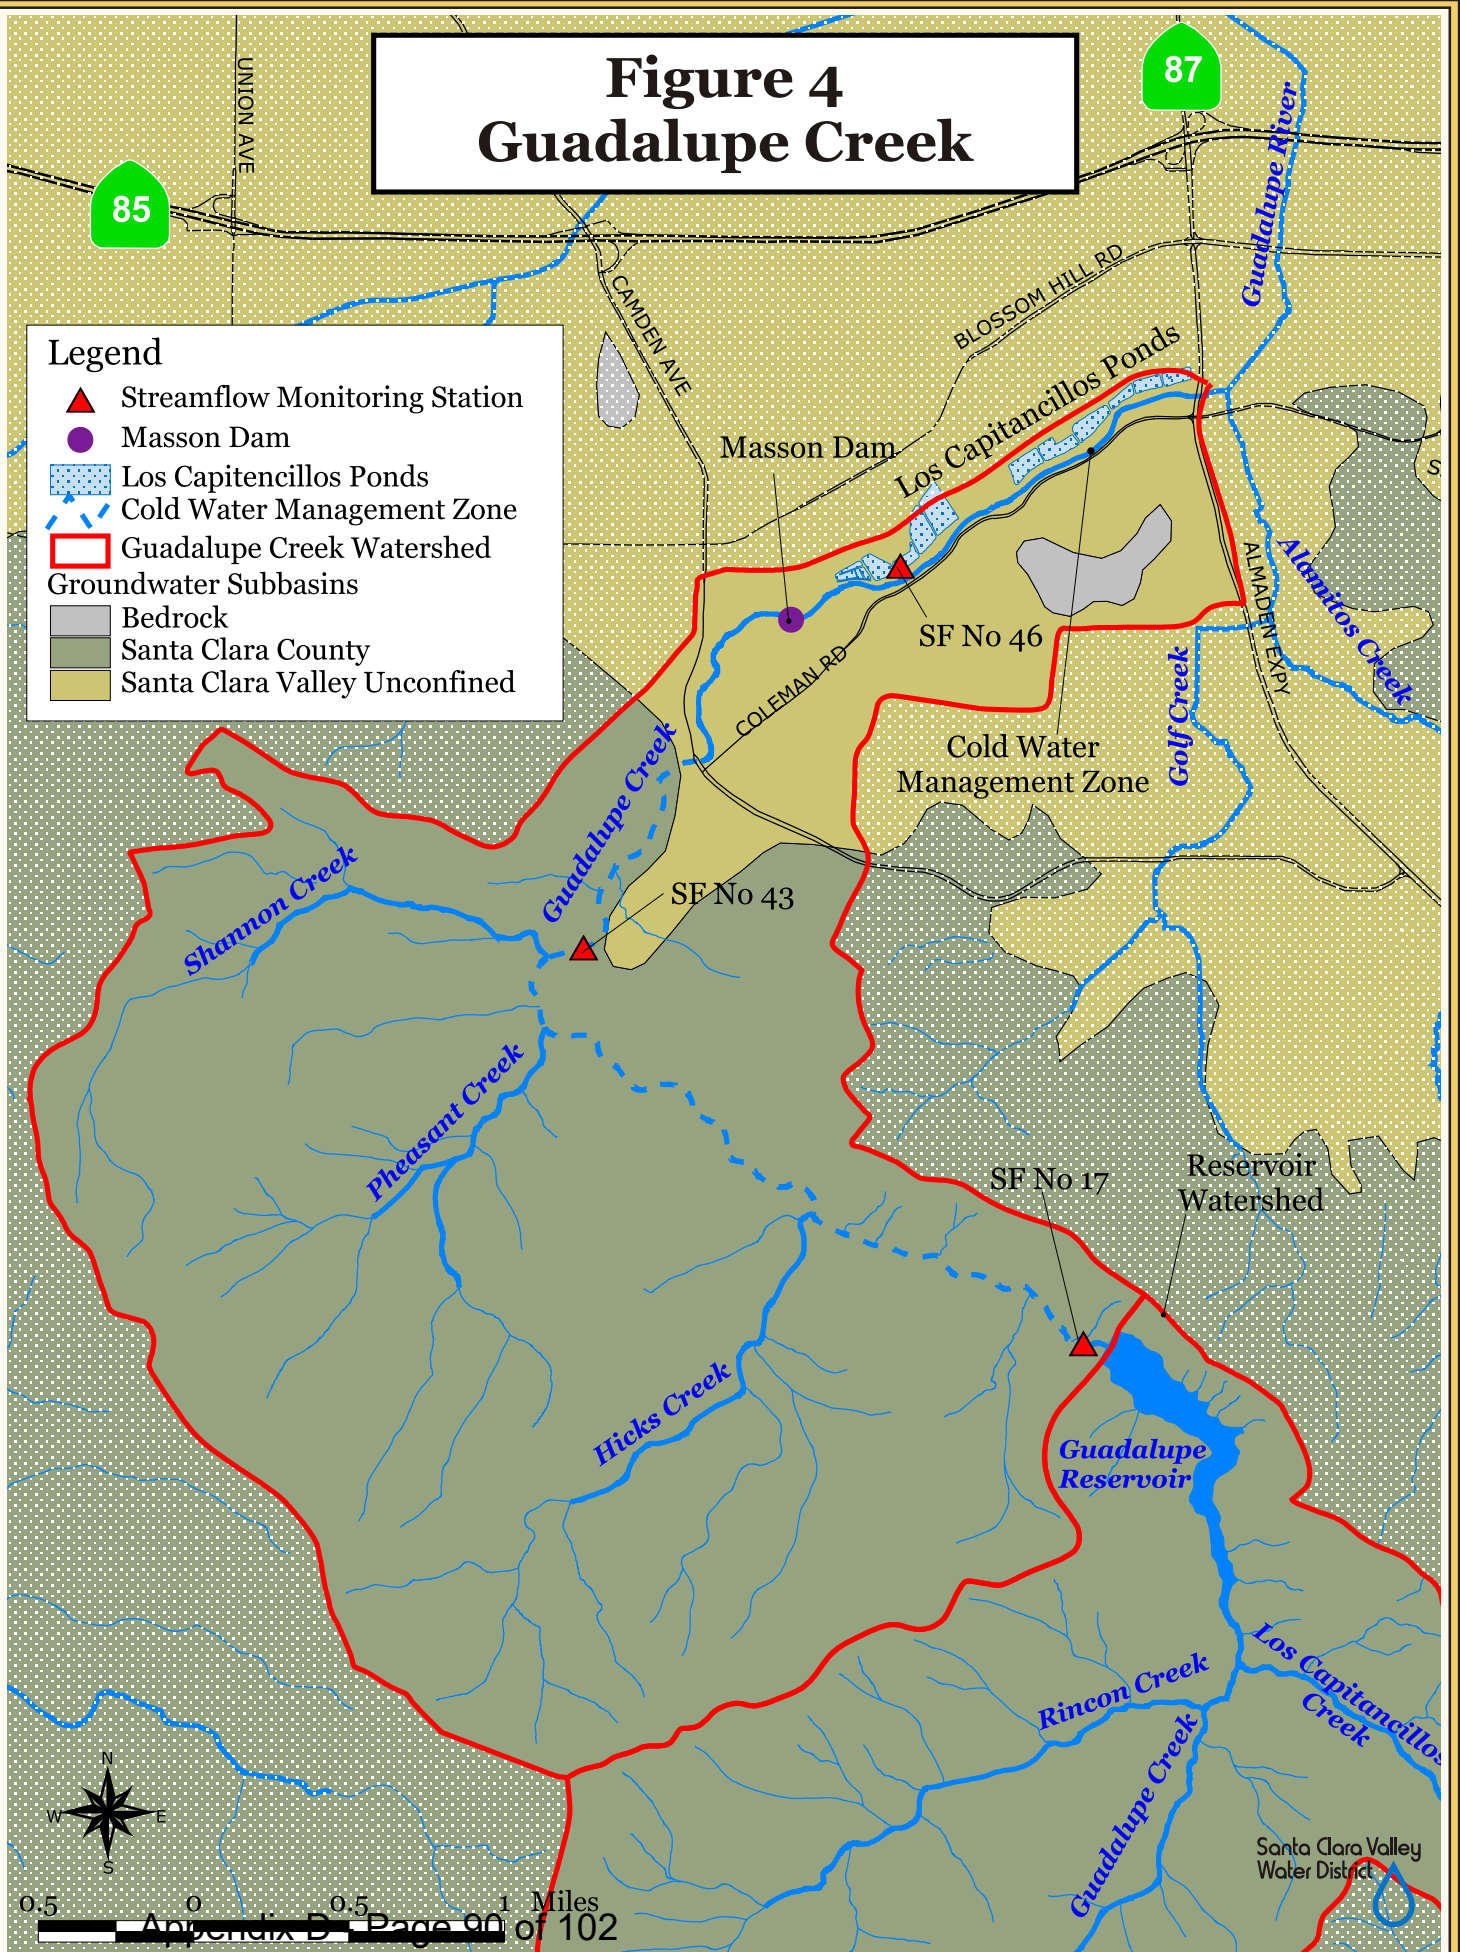 Figure 4
Guadalupe Creek
87
85
UNION AVE
Guadalupe River
CAMDEN AVE
BLOSSOM HILL RD
Legend
Streamflow Monitoring Station
Masson Dam
Los Capitencillos Ponds
Cold Water Management Zone
Guadalupe Creek Watershed
Groundwater Subbasins
Bedrock
Santa Clara County
Santa Clara Valley Unconfined
Los Capitancillos Ponds
Masson Dam
S
SF No 46
ALMADEN EXPY
Alamitos Creek
COLEMAN RD
Golf Creek
Cold Water
Management Zone
Guadalupe Creek
SF No 43
Shannon Creek
Pheasant Creek
SF No 17
Reservoir
Watershed
Hicks Creek
Guadalupe
Reservoir
Los Capitancillos
Creek
Rincon Creek
Guadalupe Creek
N
W
E
S
Santa Clara Valley
Water District
0.5 0 0.5 1 Miles
Appendix D - Page 90 of 102